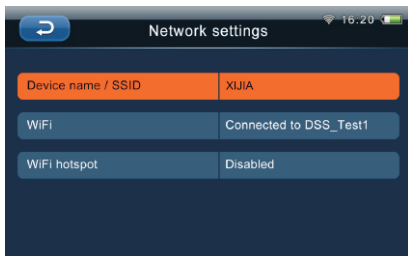 Network settings 16:20
Device name / SSID XIJIA
WiFi Connected to DSS_Test1
WiFi hotspot Disabled